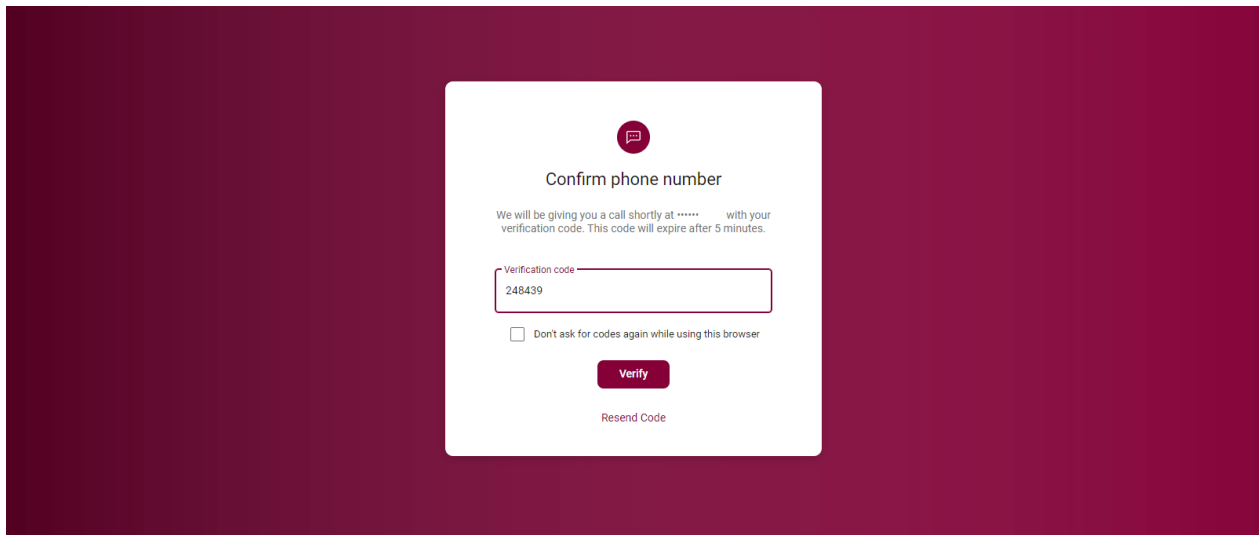 Confirm phone number
We will be giving you a call shortly at •••••• with your
verification code. This code will expire after 5 minutes.
Verification code
248439
Don't ask for codes again while using this browser
Verify
Resend Code